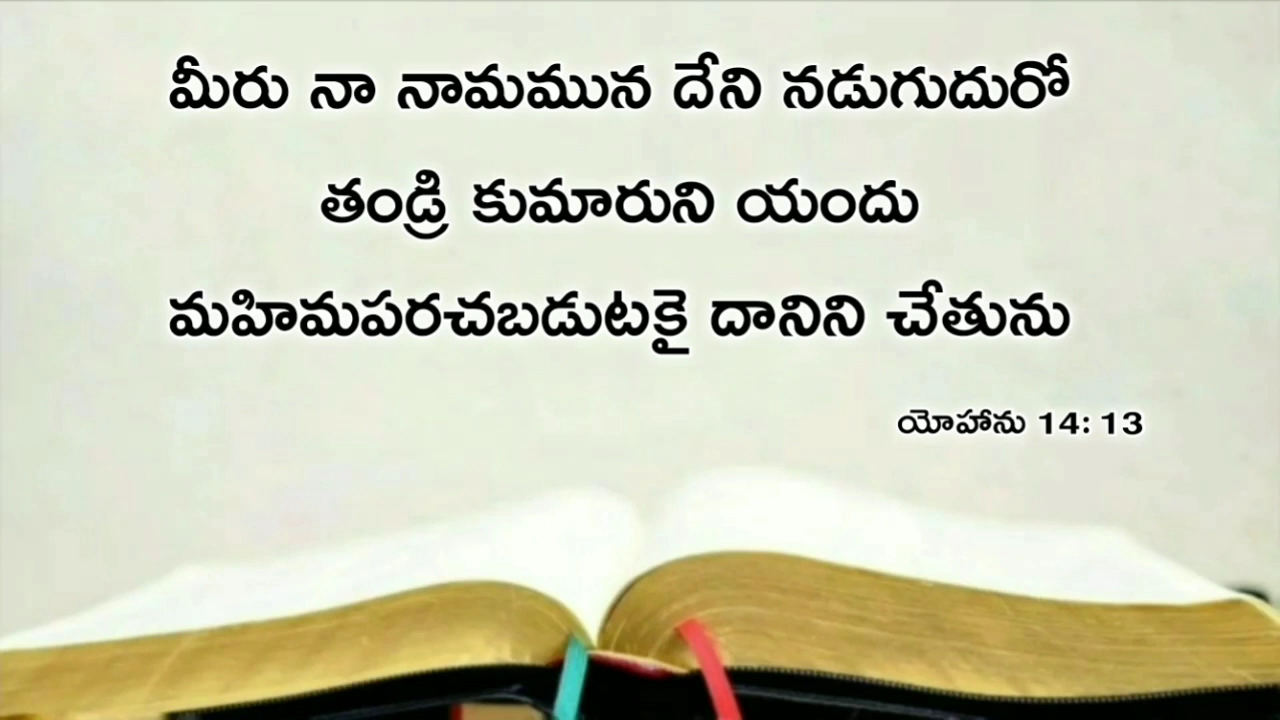 మీరు నా నామమున దేని నడుగుదురో
తండ్రి కుమారుని యందు
మహిమపరచబడుటకై దానిని చేతును
యోహాను 14: 13